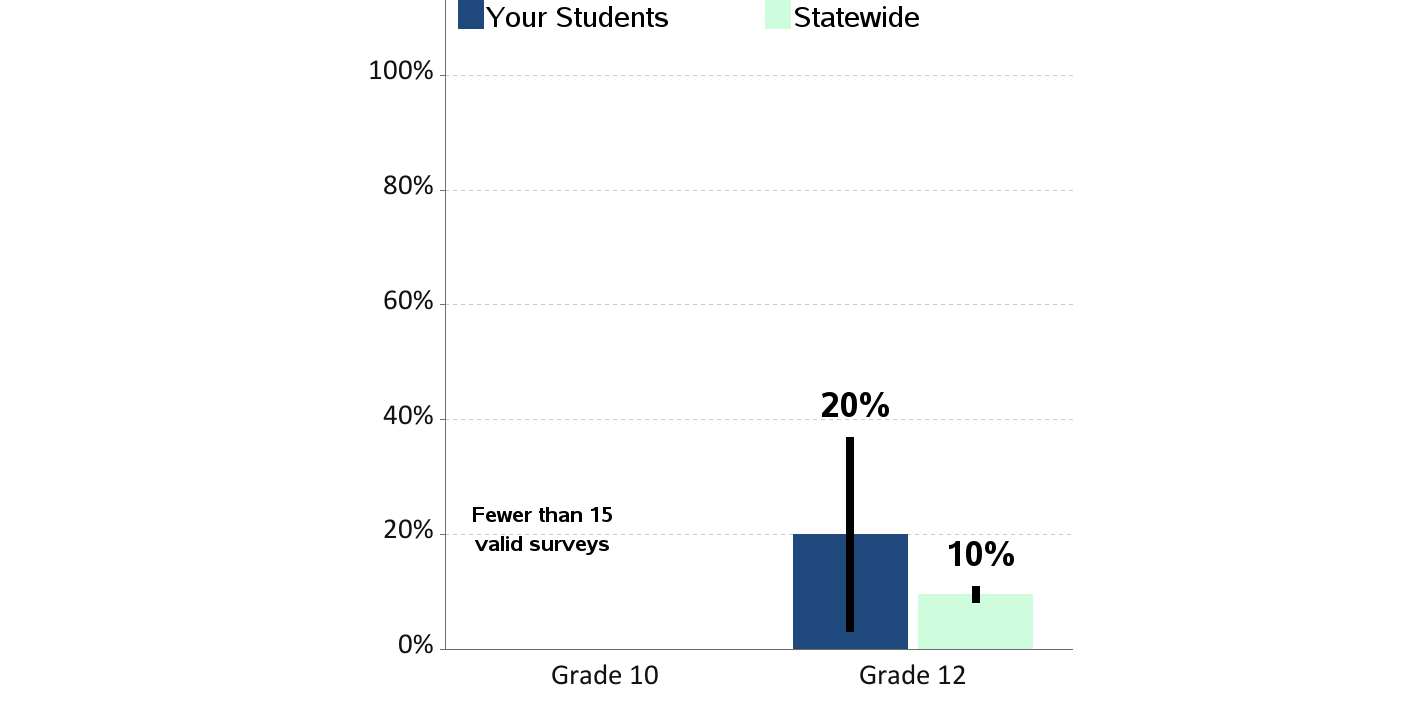 Your Students
Statewide
100%
80%
60%
40%
20%
0%
20%
10%
Fewer than 15
valid surveys
Grade 10
Grade 12